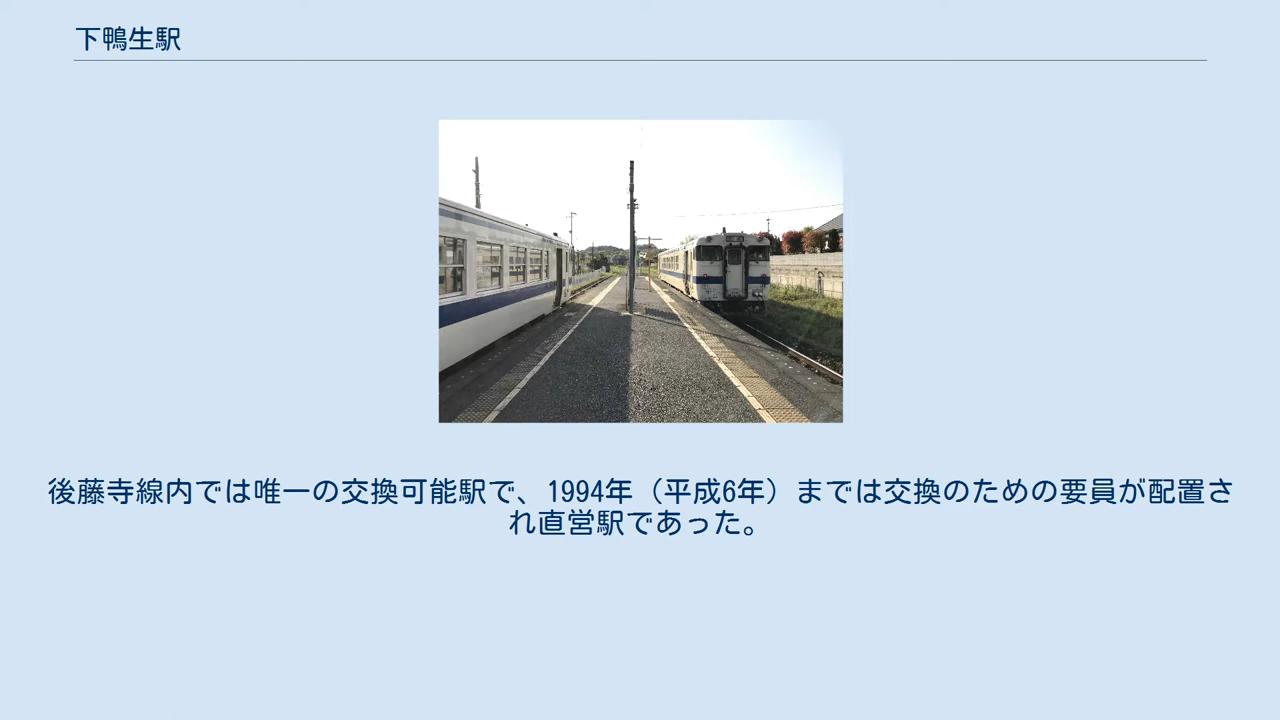 下鴨生駅
後藤寺線内では唯一の交換可能駅で、1994年（平成6年）までは交換のための要員が配置さ
れ直営駅であった。